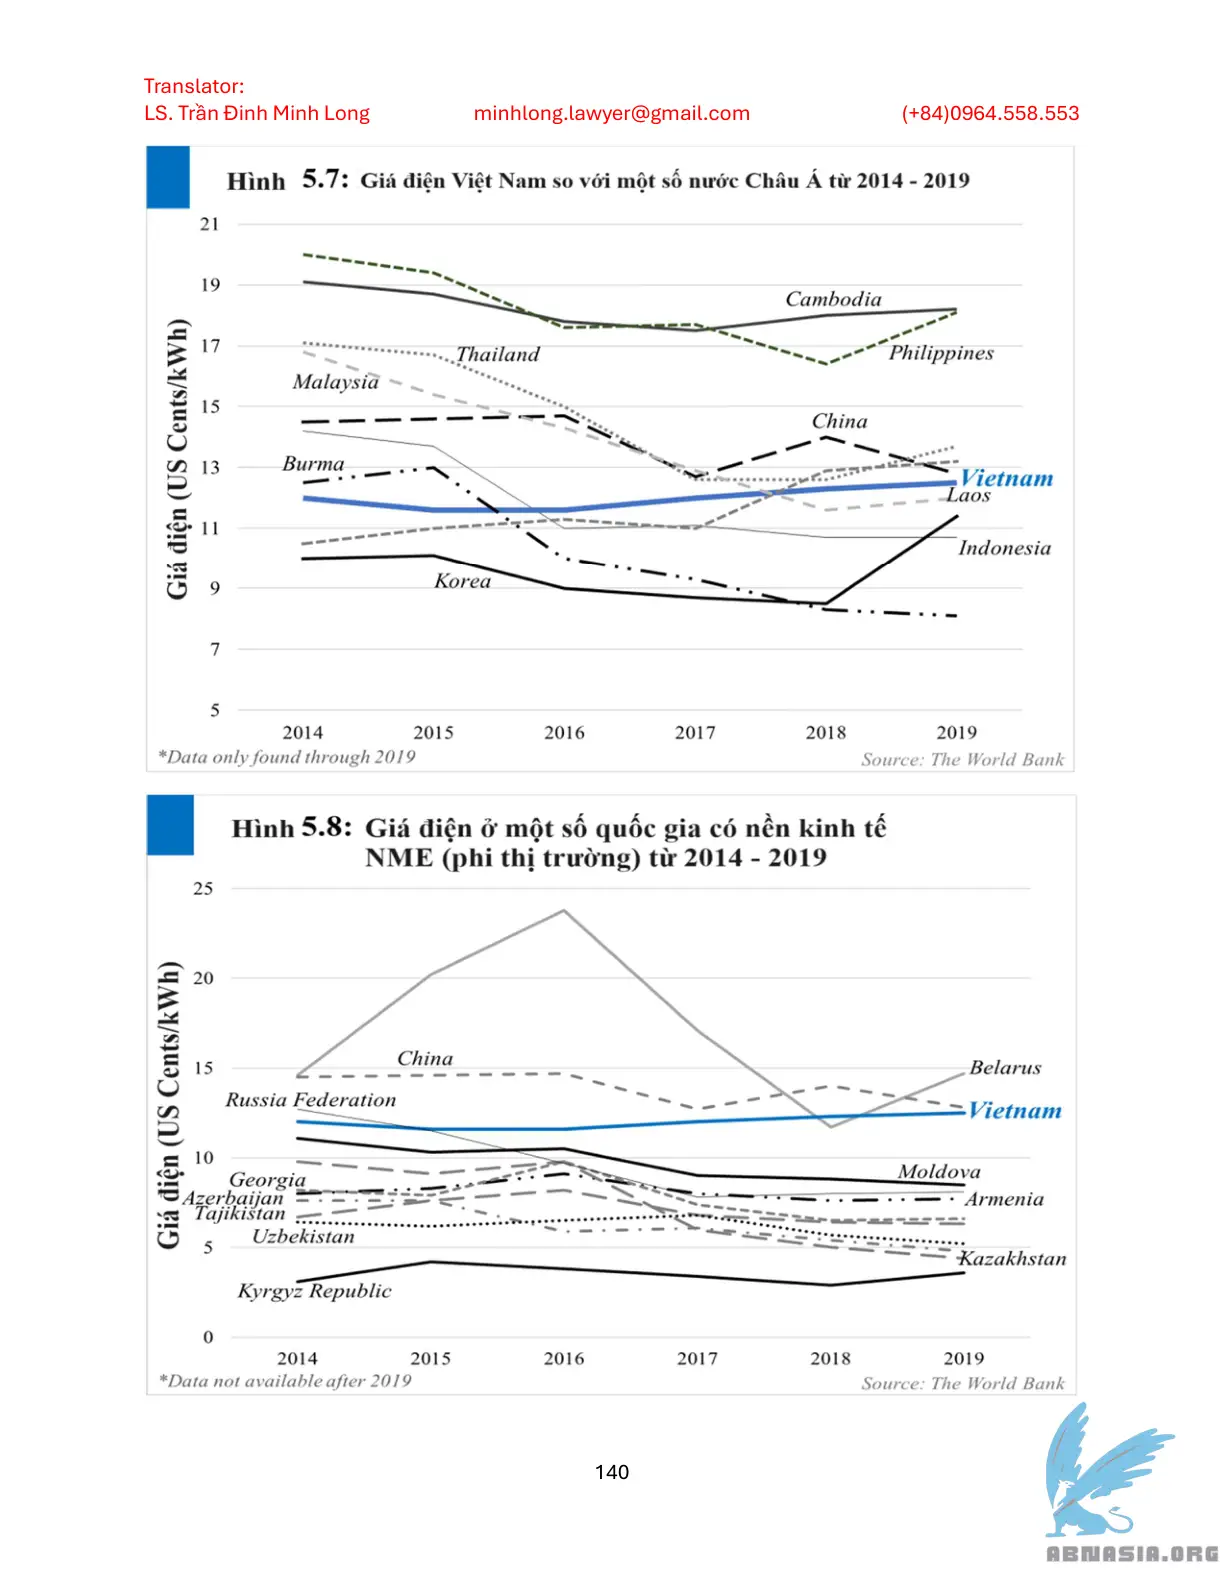 Translator:
LS. Trần Đinh Minh Long minhlong.lawyer@gmail.com (+84)0964.558.553
Hình 5.7: Giá điện Việt Nam so với một số nước Châu Á từ 2014 - 2019
21
19
17
15
13
11
9
7
5
Giá điện (US Cents/kWh)
Cambodia
Philippines
Thailand
Malaysia
China
Burma
Vietnam
Laos
Indonesia
Korea
2014 2015 2016 2017 2018 2019
*Data only found through 2019 Source: The World Bank
Hình 5.8: Giá điện ở một số quốc gia có nền kinh tế
NME (phi thị trường) từ 2014 - 2019
25
20
15
10
5
0
Giá điện (US Cents/kWh)
China
Belarus
Russia Federation
Vietnam
Moldova
Georgia
Azerbaijan
Armenia
Tajikistan
Uzbekistan
Kazakhstan
Kyrgyz Republic
2014 2015 2016 2017 2018 2019
*Data not available after 2019 Source: The World Bank
140
ABNASIA.ORG